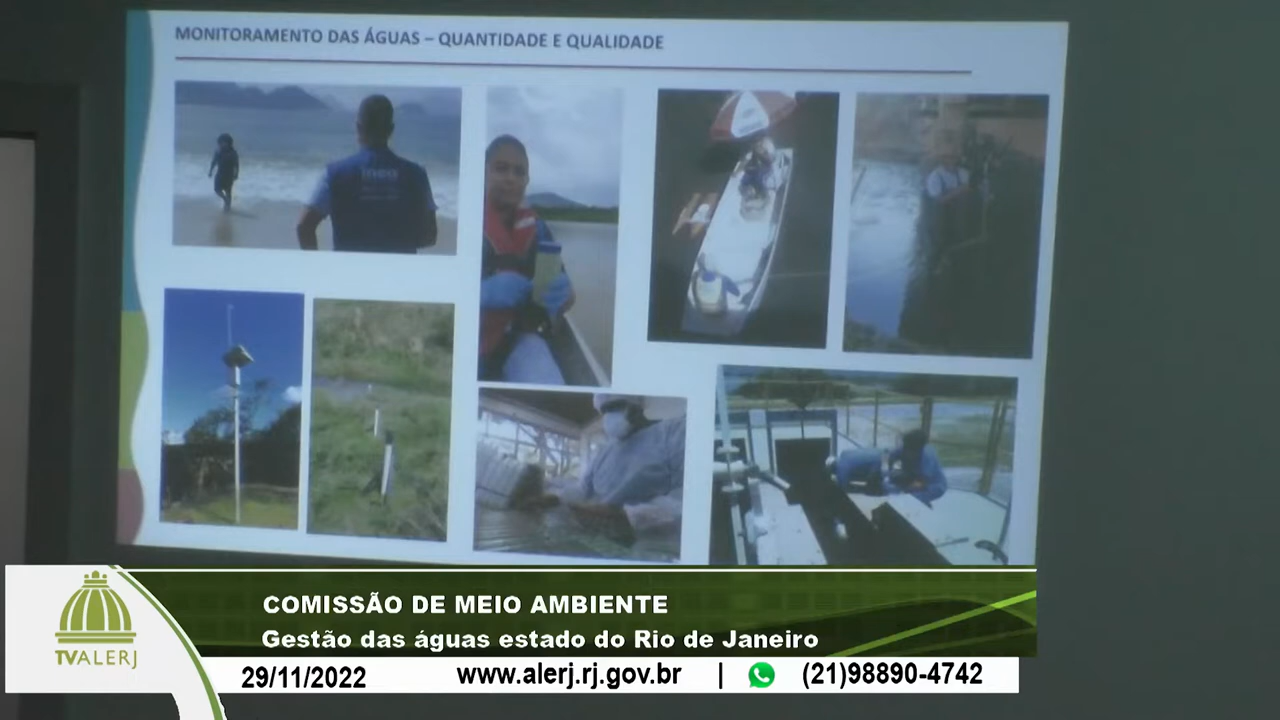 MONITORAMENTO DAS ÁGUAS – QUANTIDADE E QUALIDADE
inea
COMISSÃO DE MEIO AMBIENTE
Gestão das águas estado do Rio de Janeiro
TVALERJ
29/11/2022 www.alerj.rj.gov.br | (21)98890-4742